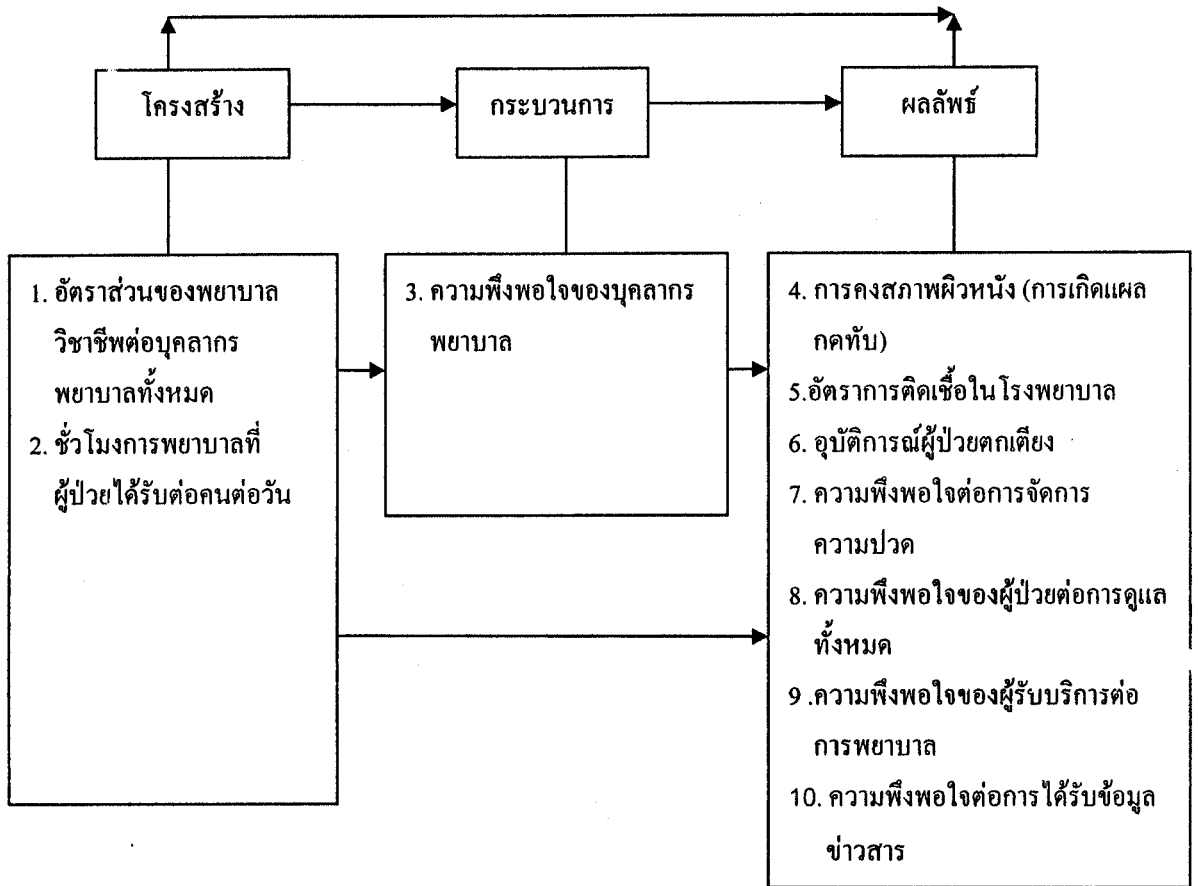 โครงสร้าง
กระบวนการ
ผลลัพธ์
1. อัตราส่วนของพยาบาล
วิชาชีพต่อบุคลากร
พยาบาลทั้งหมด
2. ชั่วโมงการพยาบาลที่
ผู้ป่วยได้รับต่อคนต่อวัน
3. ความพึงพอใจของบุคลากร
พยาบาล
4. การคงสภาพผิวหนัง (การเกิดแผล
กดทับ)
5.อัตราการติดเชื้อในโรงพยาบาล
6. อุบัติการณ์ผู้ป่วยตกเตียง
7. ความพึงพอใจต่อการจัดการ
ความปวด
8. ความพึงพอใจของผู้ป่วยต่อการดูแล
ทั้งหมด
9 .ความพึงพอใจของผู้รับบริการต่อ
การพยาบาล
10. ความพึงพอใจต่อการได้รับข้อมูล
ข่าวสาร